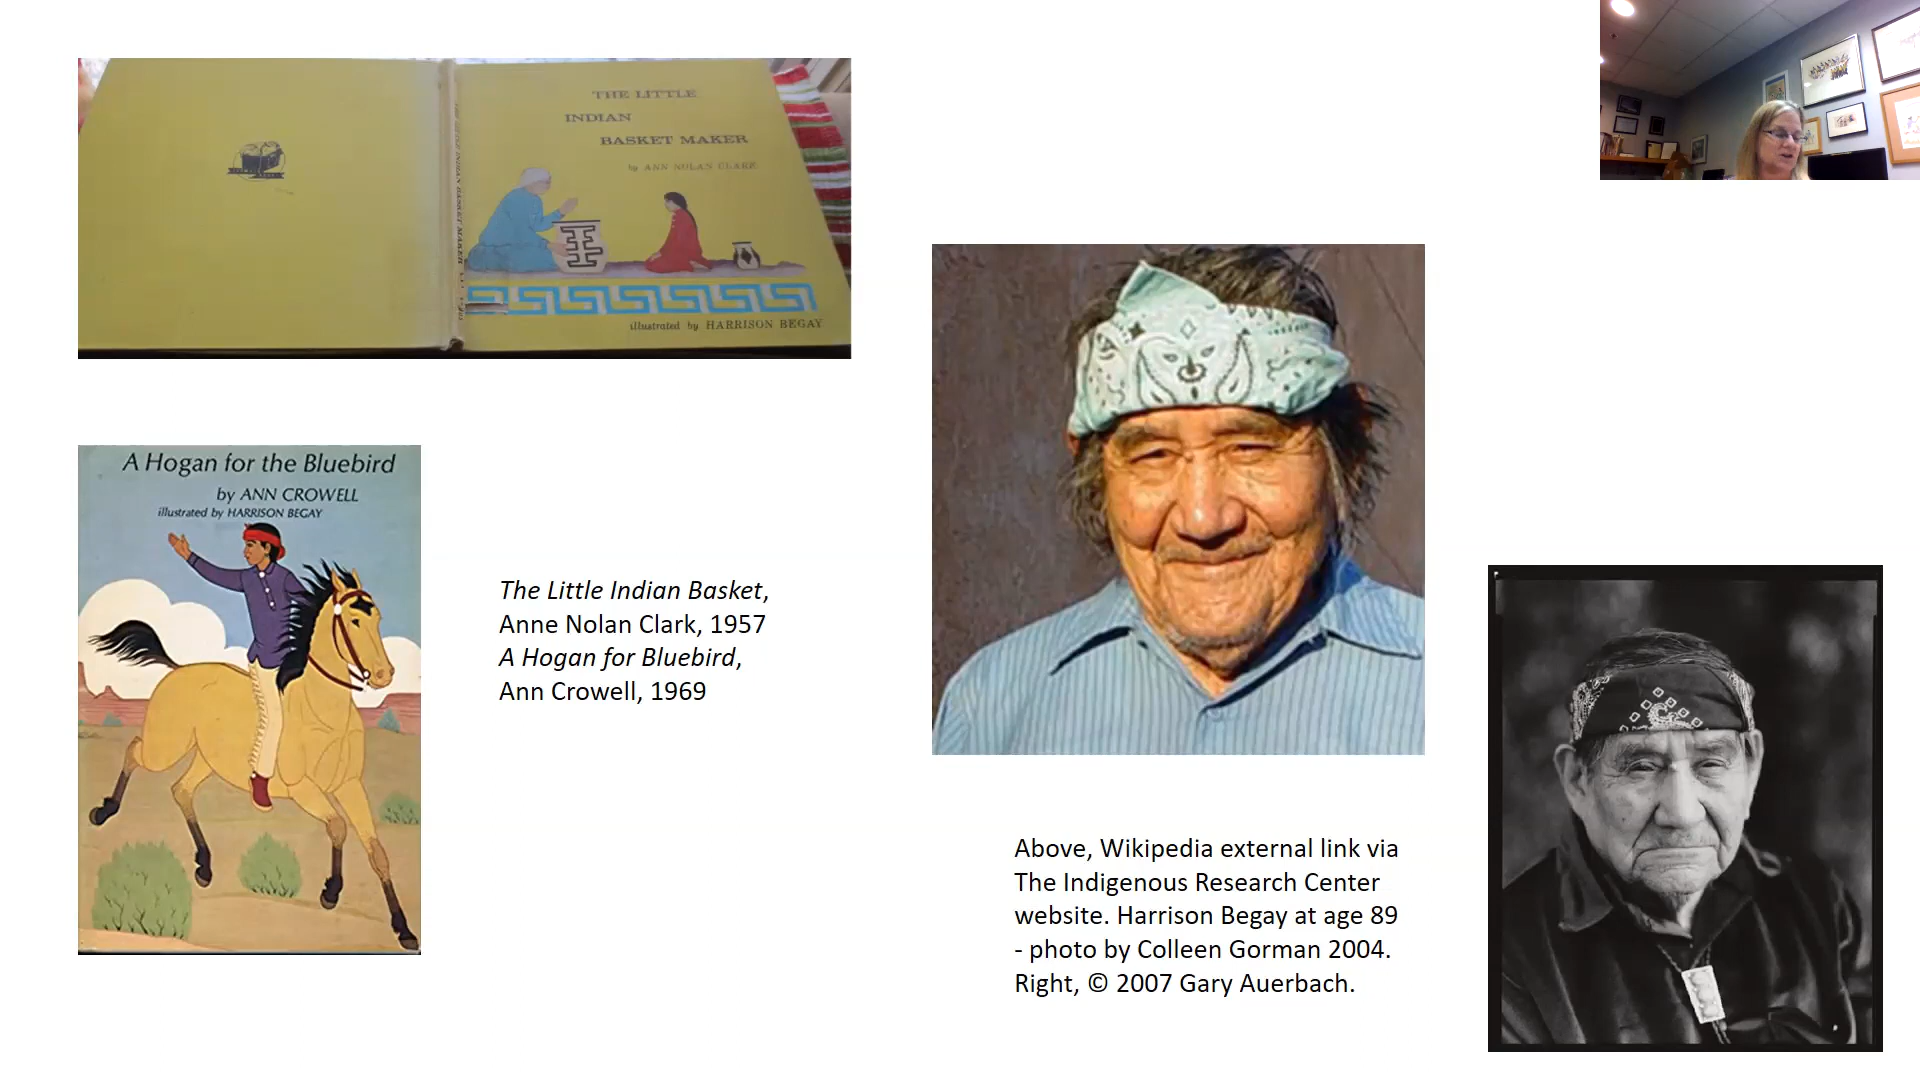 THE LITTLE
INDIAN
BASKET MAKER
by ANN NOLAN CLARK
illustrated by HARRISON BEGAY
A Hogan for the Bluebird
by ANN CROWELL
illustrated by HARRISON BEGAY
The Little Indian Basket,
Anne Nolan Clark, 1957
A Hogan for Bluebird,
Ann Crowell, 1969
Above, Wikipedia external link via
The Indigenous Research Center
website. Harrison Begay at age 89
- photo by Colleen Gorman 2004.
Right, © 2007 Gary Auerbach.